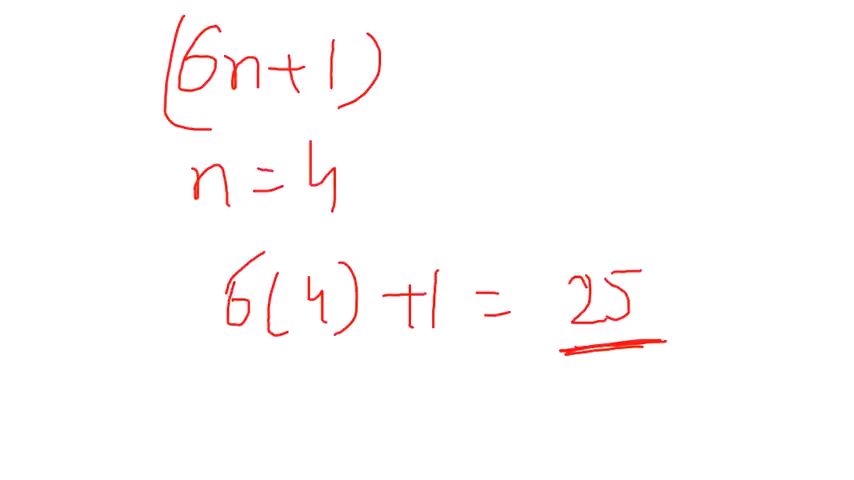 (6n+1)
n=4
6(4)+1 = 25